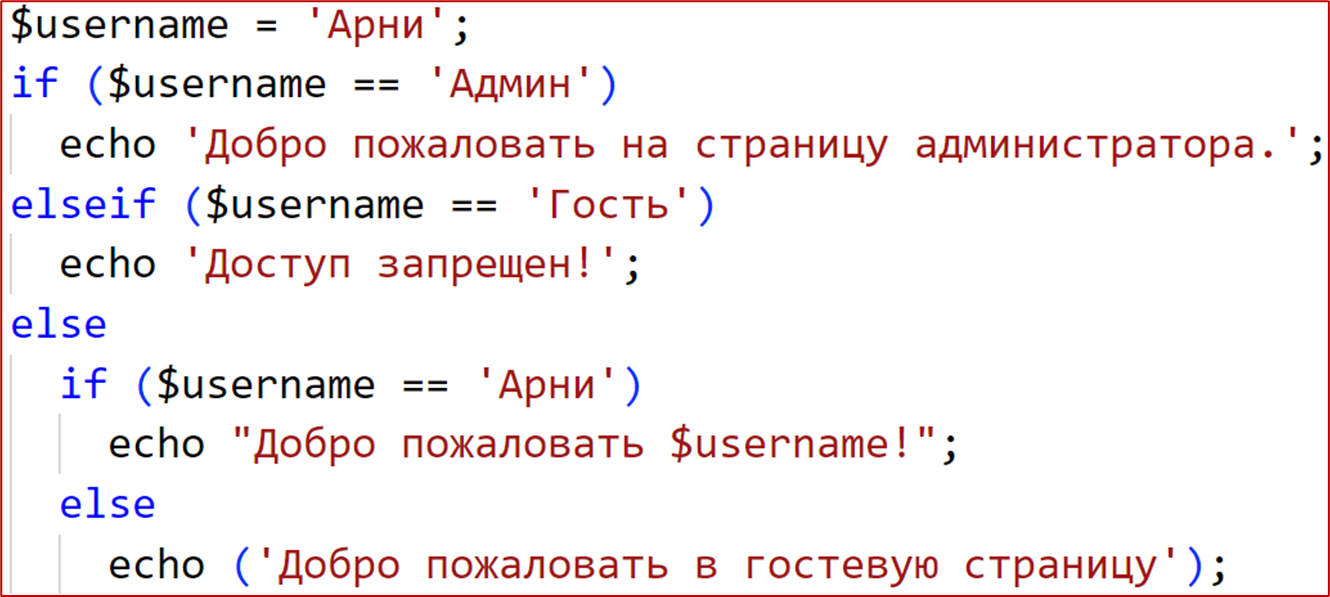 $username = 'Арни';
if ($username == 'Админ')
echo 'Добро пожаловать на страницу администратора.';
elseif ($username == 'Гость')
echo 'Доступ запрещен!';
else
if ($username == 'Арни')
echo "Добро пожаловать $username!";
else
echo ('Добро пожаловать в гостевую страницу');